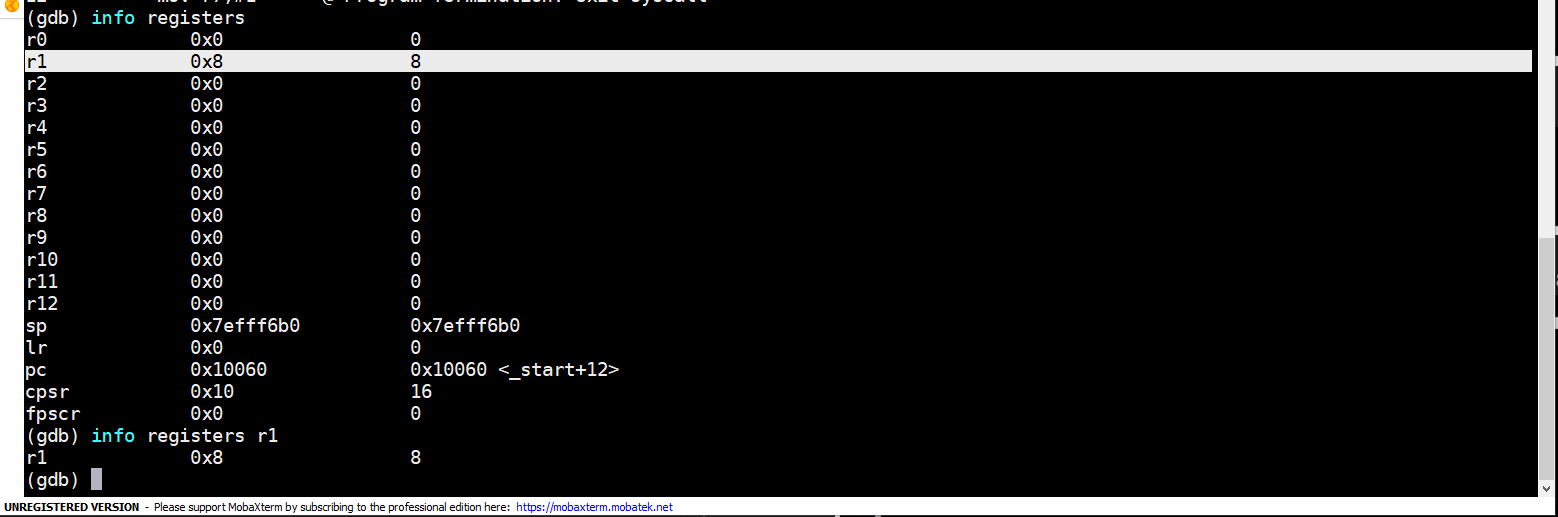 (gdb) info registers
r0 0x0 0
r1 0x8 8
r2 0x0 0
r3 0x0 0
r4 0x0 0
r5 0x0 0
r6 0x0 0
r7 0x0 0
r8 0x0 0
r9 0x0 0
r10 0x0 0
r11 0x0 0
r12 0x0 0
sp 0x7efff6b0 0x7efff6b0
lr 0x0 0
pc 0x10060 0x10060 <_start+12>
cpsr 0x10 16
fpscr 0x0 0
(gdb) info registers r1
r1 0x8 8
(gdb)
UNREGISTERED VERSION - Please support MobaXterm by subscribing to the professional edition here: https://mobaxterm.mobatek.net